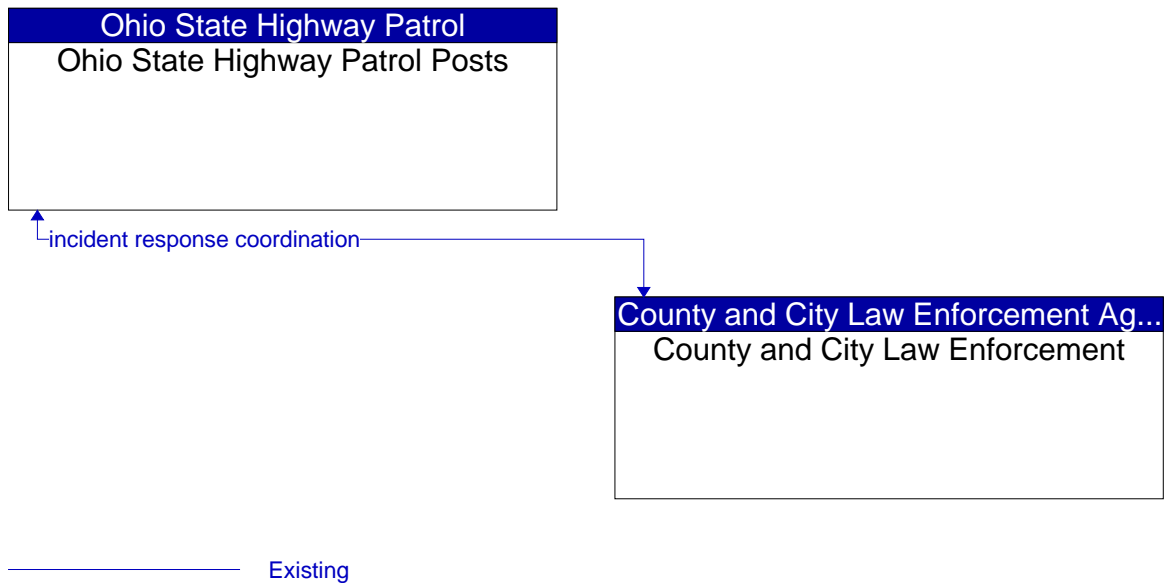 Ohio State Highway Patrol
Ohio State Highway Patrol Posts
incident response coordination
County and City Law Enforcement Ag...
County and City Law Enforcement
Existing